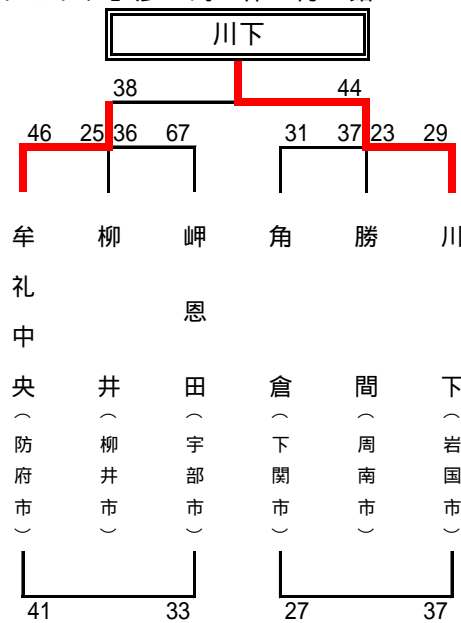 川下
38 44
46 25 36 67 31 37 23 29
牟礼中央(防府市)
柳井(柳井市)
岬恩田(宇部市)
角倉(下関市)
勝間(周南市)
川下(岩国市)
41 33 27 37